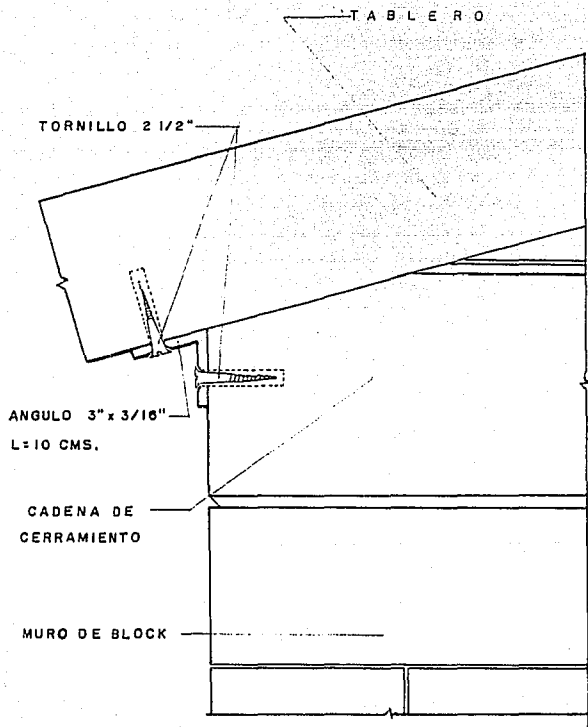 TABLERO
TORNILLO 2 1/2"
ANGULO 3" x 3/16"
L=10 CMS.
CADENA DE
CERRAMIENTO
MURO DE BLOCK